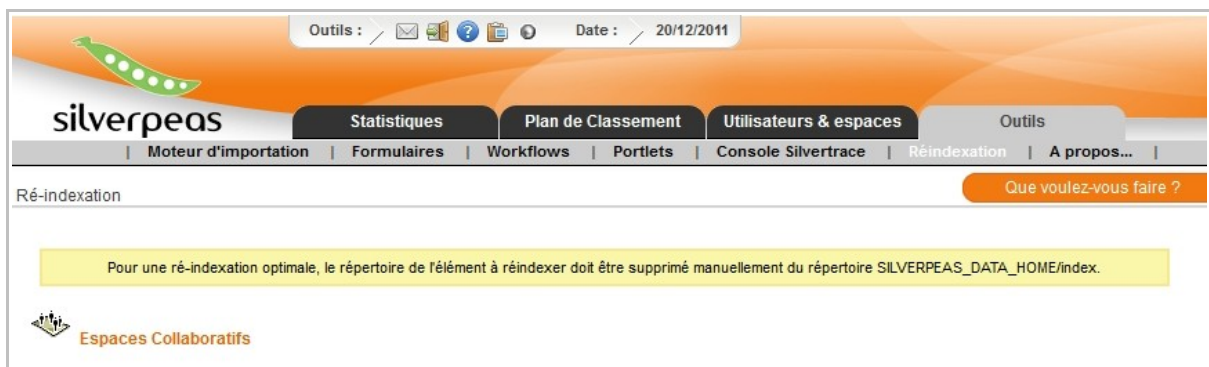 Outils : Date : 20/12/2011
silverpeas
Statistiques Plan de Classement Utilisateurs & espaces Outils
| Moteur d'importation | Formulaires | Workflows | Portlets | Console Silvertrace | Réindexation | A propos... |
Ré-indexation Que voulez-vous faire ?
Pour une ré-indexation optimale, le répertoire de l'élément à réindexer doit être supprimé manuellement du répertoire SILVERPEAS_DATA_HOME/index.
Espaces Collaboratifs